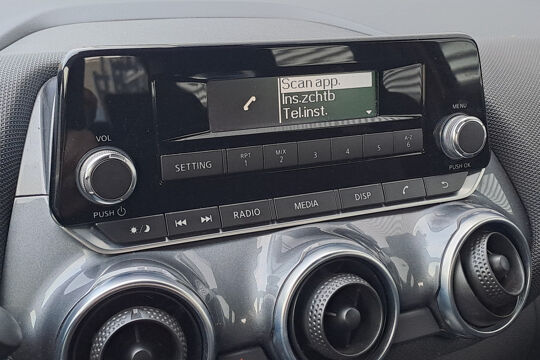 Scan app.
Ins.zchtb
Tel.inst.
VOL
PUSH
SETTING
RPT 1
MIX 2
3
4
5
A-Z 6
MENU
PUSH OK
RADIO
MEDIA
DISP